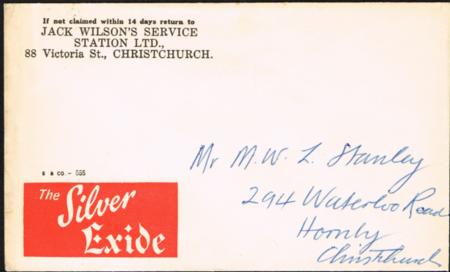 If not claimed within 14 days return to
JACK WILSON'S SERVICE
STATION LTD.,
88 Victoria St., CHRISTCHURCH.
S & CO. - 555
The
Silver
Exide
Mr M.W. L. Stanley
294 Waterloo Road
Hornby
Christchurch